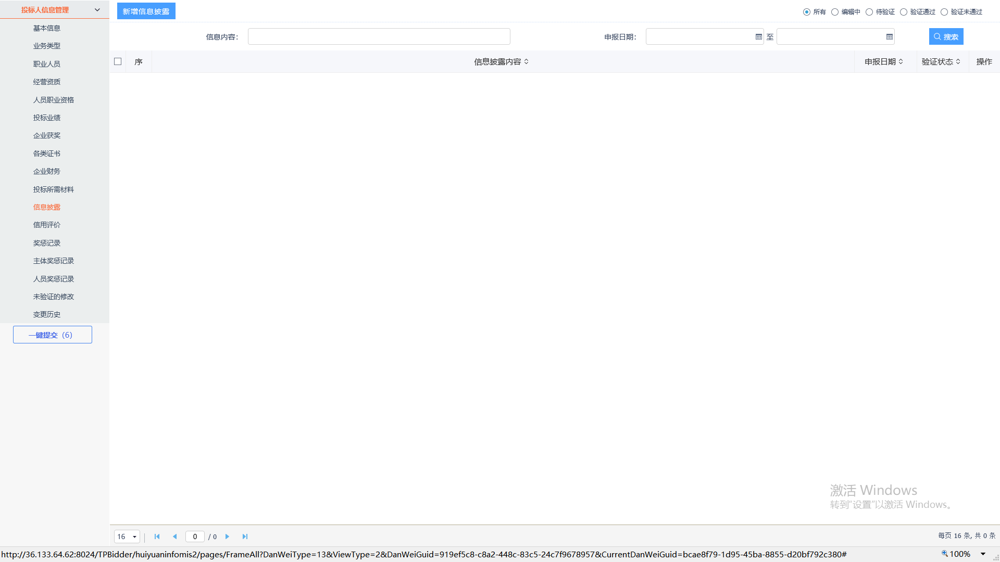 投标人信息管理
基本信息
业务类型
职业人员
经营资质
人员职业资格
投标业绩
企业获奖
各类证书
企业财务
投标所需材料
信息披露
信用评价
奖惩记录
主体奖惩记录
人员奖惩记录
未验证的修改
变更历史
一键提交（6）
新增信息披露
所有 编辑中 待验证 验证通过 验证未通过
信息内容： 申报日期： 至 搜索
序 信息披露内容 申报日期 验证状态 操作
激活 Windows
转到“设置”以激活 Windows。
16 0 / 0 每页 16 条, 共 0 条
http://36.133.64.62:8024/TPBidder/huiyuaninfomis2/pages/FrameAll?DanWeiType=13&ViewType=2&DanWeiGuid=919ef5c8-c8a2-448c-83c5-24c7f9678957&CurrentDanWeiGuid=bcae8f79-1d95-45ba-8855-d20bf792c380# 100%